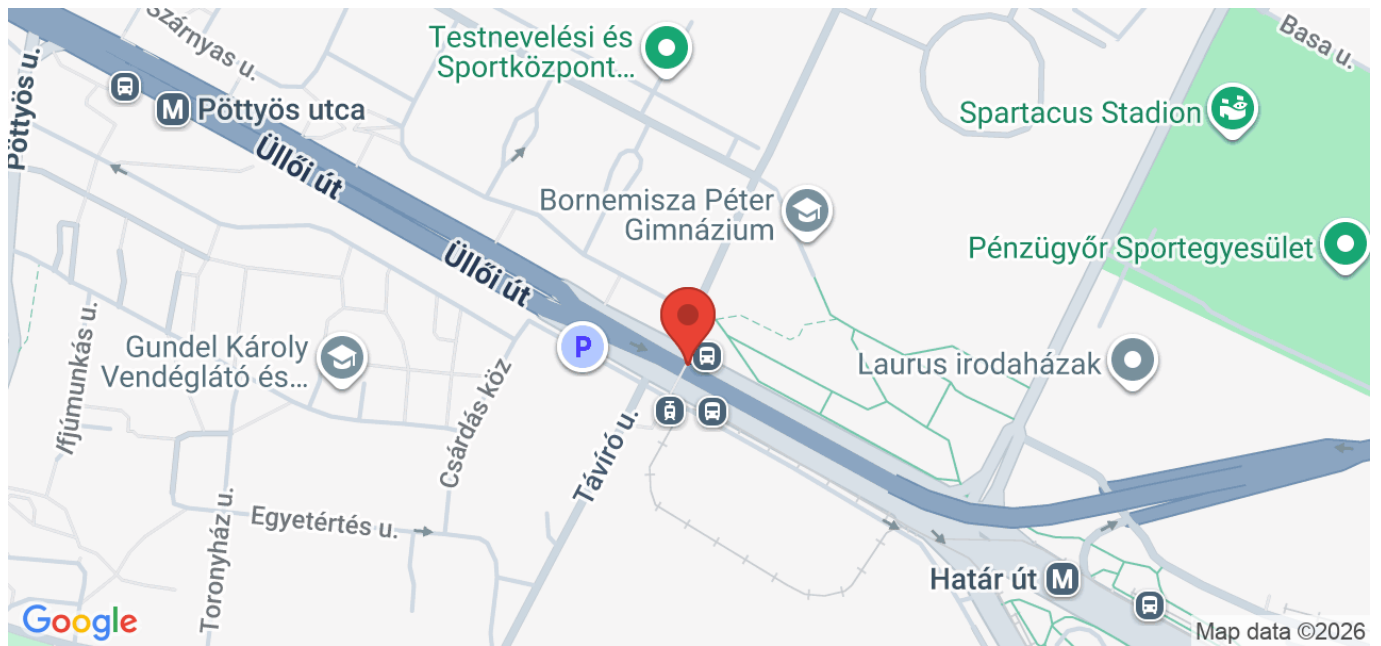 Szárnyas u.
Testnevelési és
Sportközpont...
Basa u.
Pöttyös u.
M
Pöttyös utca
Spartacus Stadion
Üllői út
Bornemisza Péter
Gimnázium
Pénzügyőr Sportegyesület
Üllői út
Gundel Károly
Vendéglátó és...
P
Laurus irodaházak
Ifjúmunkás u.
Csárdás köz
Távíró u.
Toronyház u.
Egyetértés u.
Határ út
M
Google
Map data ©2026